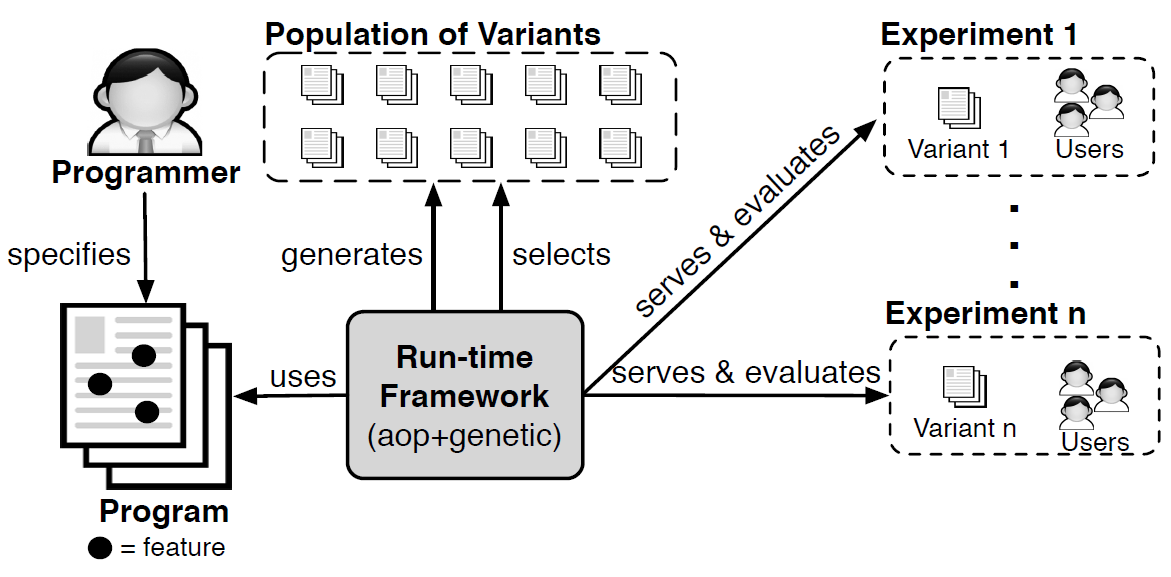 Population of Variants
Experiment 1
Variant 1
Users
Programmer
specifies
generates
selects
serves & evaluates
Experiment n
Run-time
Framework
(aop+genetic)
uses
serves & evaluates
Variant n
Users
Program
= feature